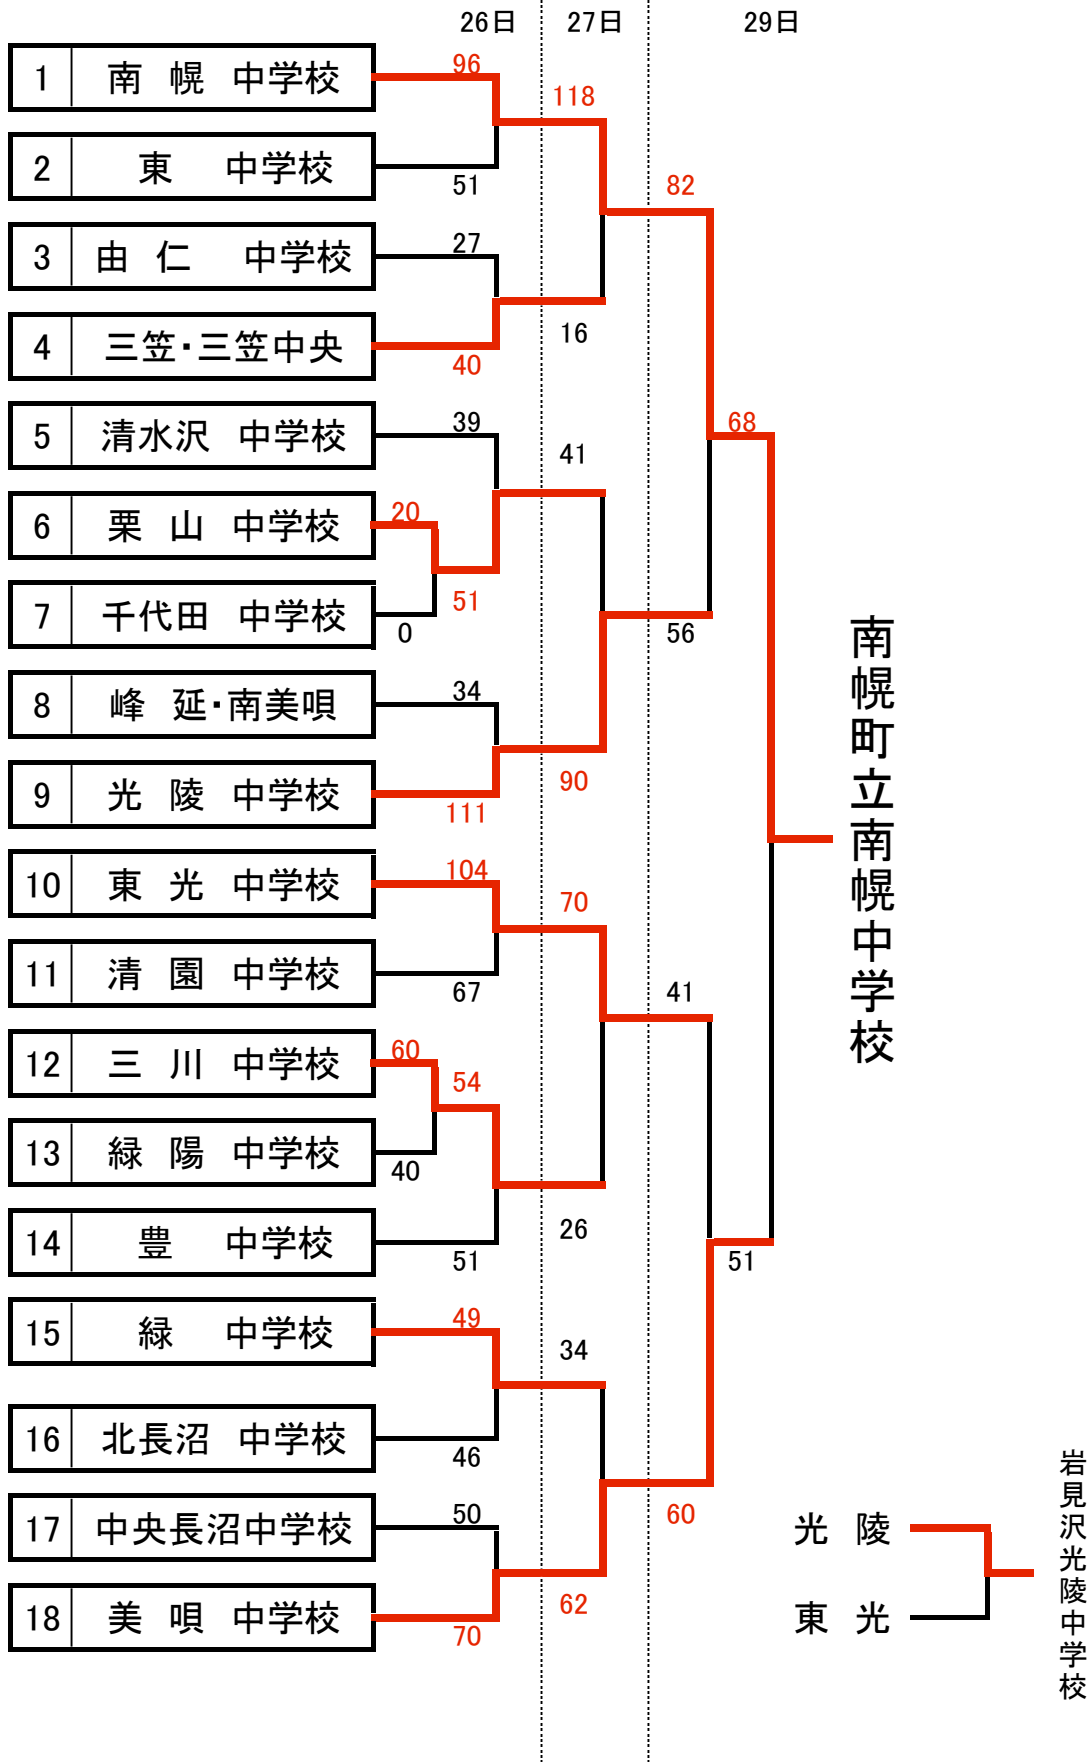 26日 27日 29日
96
1 南 幌 中学校
118
2 東 中学校
51
82
27
3 由 仁 中学校
16
4 三笠・三笠中央
40
39
68
5 清水沢 中学校
41
20
6 栗 山 中学校
51
7 千代田 中学校
0
56
34
8 峰 延・南美唄
90
9 光 陵 中学校
111
104
10 東 光 中学校
70
11 清 園 中学校
67
41
60
12 三 川 中学校
54
13 緑 陽 中学校
40
26
14 豊 中学校
51
51
49
15 緑 中学校
34
16 北長沼 中学校
46
50
60
17 中央長沼中学校
62
18 美 唄 中学校
70
南幌町立南幌中学校
光 陵
東 光
岩見沢光陵中学校